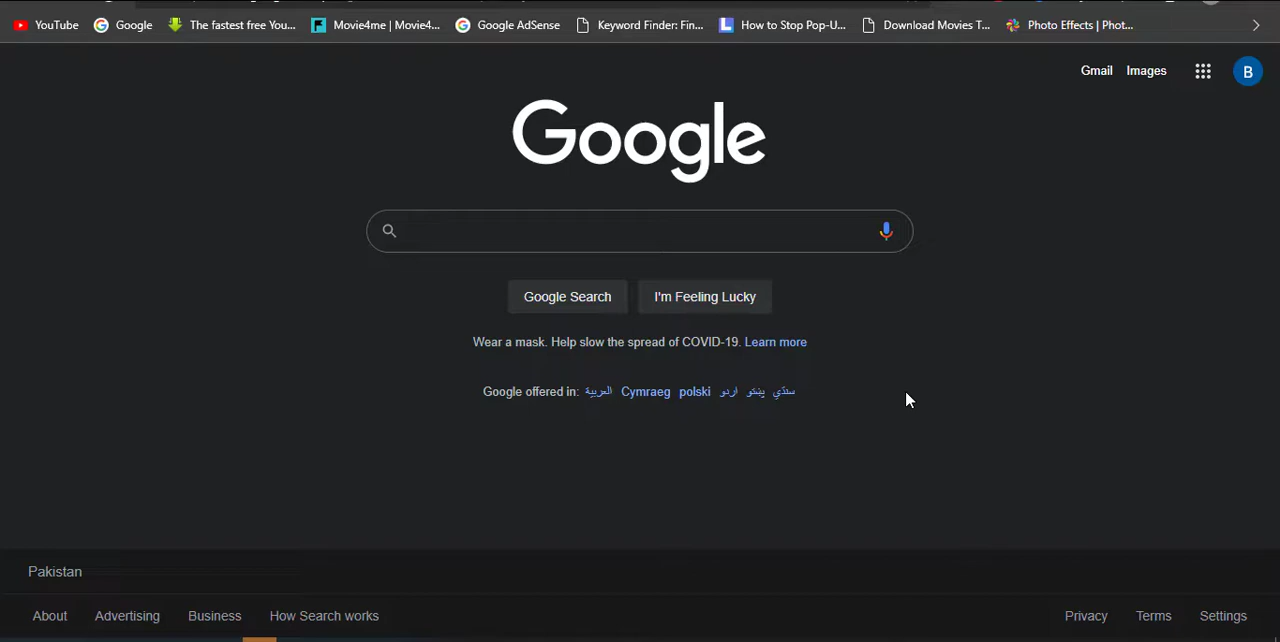 YouTube Google The fastest free You... Movie4me | Movie4... Google AdSense Keyword Finder: Fin... How to Stop Pop-U... Download Movies T... Photo Effects | Phot...
Gmail Images B
Google
Google Search I'm Feeling Lucky
Wear a mask. Help slow the spread of COVID-19. Learn more
Google offered in: العربية Cymraeg polski اردو پښتو سنڌي
Pakistan
About Advertising Business How Search works Privacy Terms Settings